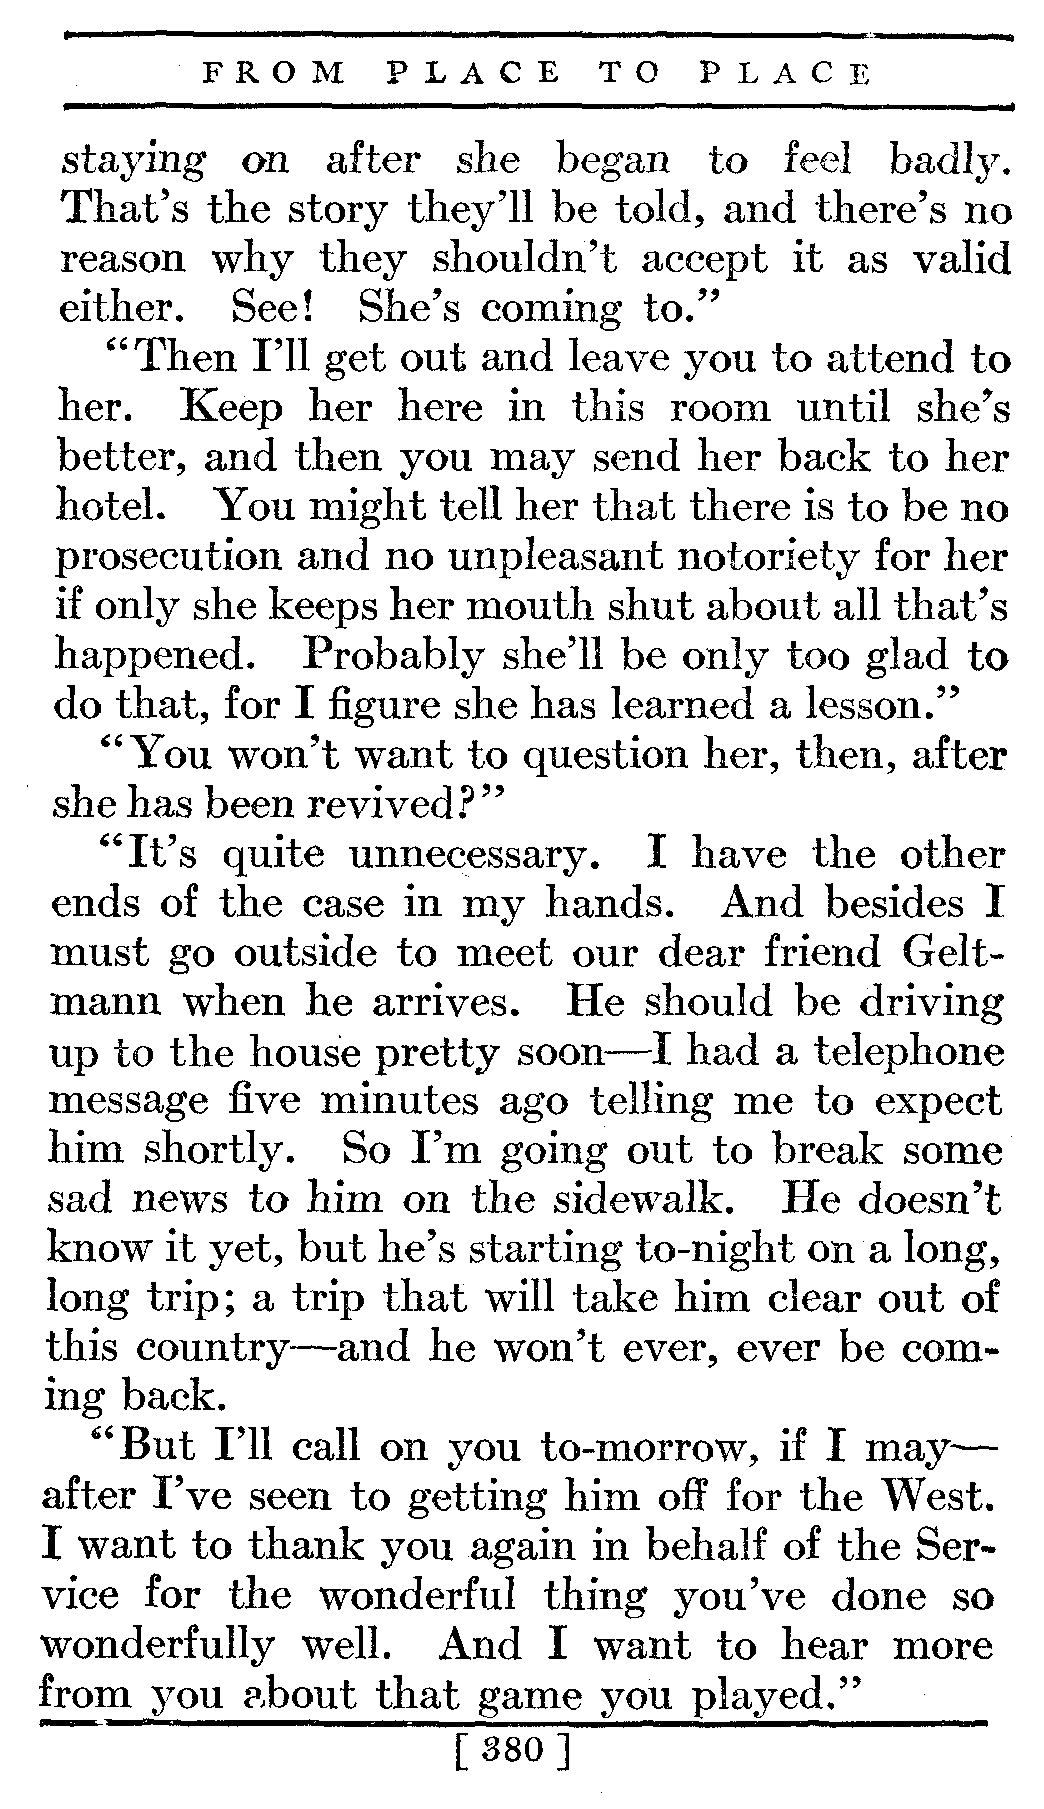 FROM PLACE TO PLACE
staying on after she began to feel badly.
That's the story they'll be told, and there's no
reason why they shouldn't accept it as valid
either. See! She's coming to."
"Then I'll get out and leave you to attend to
her. Keep her here in this room until she's
better, and then you may send her back to her
hotel. You might tell her that there is to be no
prosecution and no unpleasant notoriety for her
if only she keeps her mouth shut about all that's
happened. Probably she'll be only too glad to
do that, for I figure she has learned a lesson."
"You won't want to question her, then, after
she has been revived?"
"It's quite unnecessary. I have the other
ends of the case in my hands. And besides I
must go outside to meet our dear friend Gelt-
mann when he arrives. He should be driving
up to the house pretty soon—I had a telephone
message five minutes ago telling me to expect
him shortly. So I'm going out to break some
sad news to him on the sidewalk. He doesn't
know it yet, but he's starting to-night on a long,
long trip; a trip that will take him clear out of
this country—and he won't ever, ever be com-
ing back.
"But I'll call on you to-morrow, if I may—
after I've seen to getting him off for the West.
I want to thank you again in behalf of the Ser-
vice for the wonderful thing you've done so
wonderfully well. And I want to hear more
from you about that game you played."
[ 380 ]